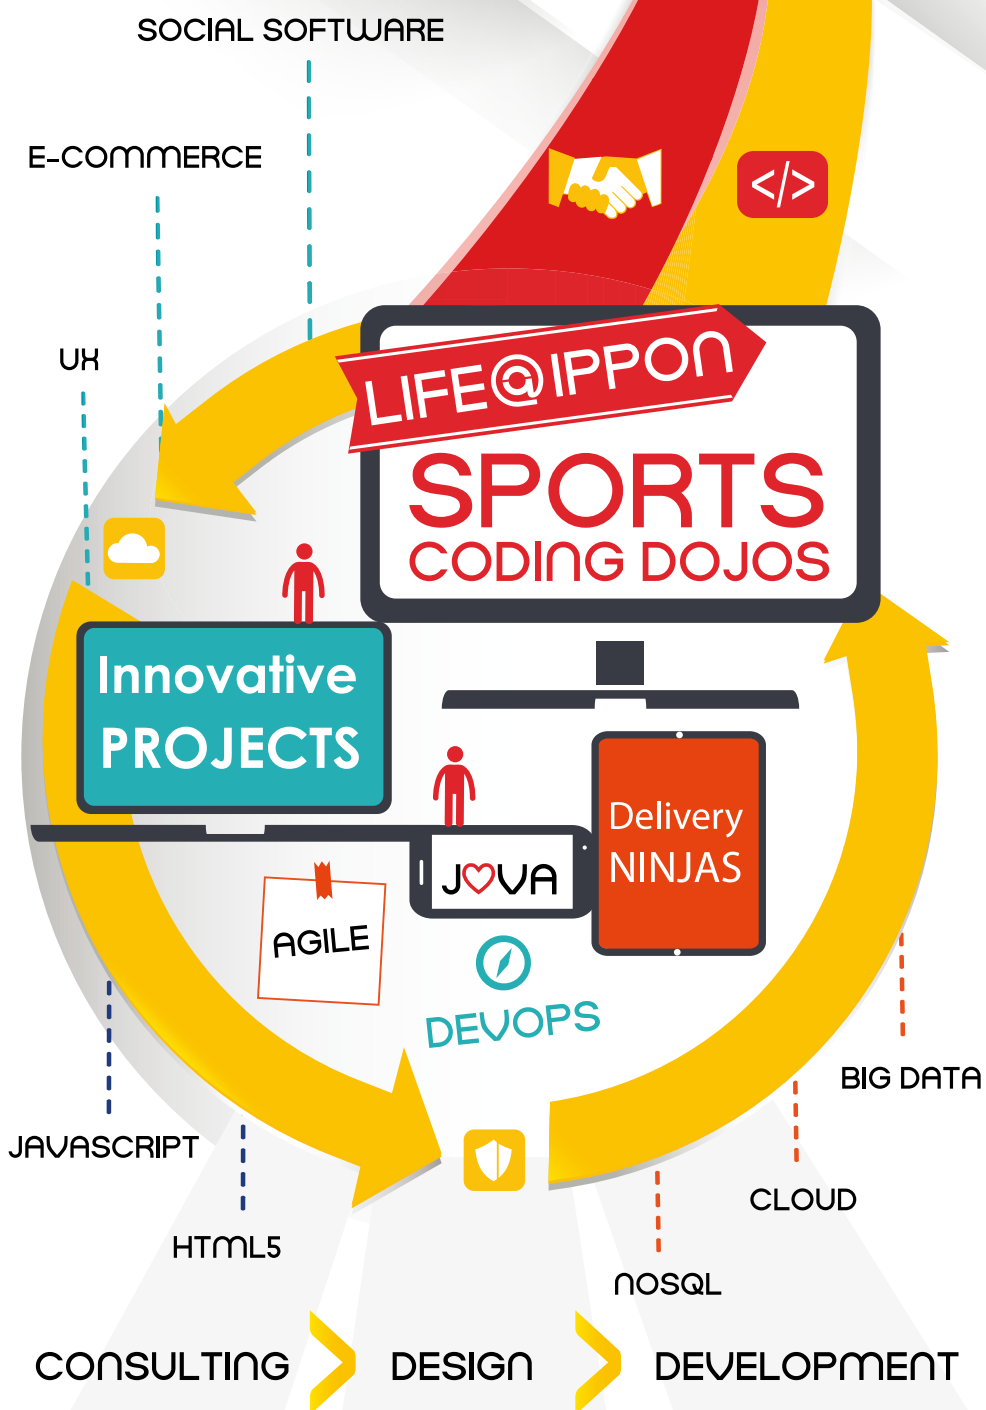 SOCIAL SOFTWARE
E-COMMERCE
</>
UX
LIFE@IPPON
SPORTS
CODING DOJOS
Innovative
PROJECTS
Delivery
NINJAS
J♡VA
AGILE
DEVOPS
BIG DATA
JAVASCRIPT
CLOUD
HTML5
NOSQL
CONSULTING > DESIGN > DEVELOPMENT